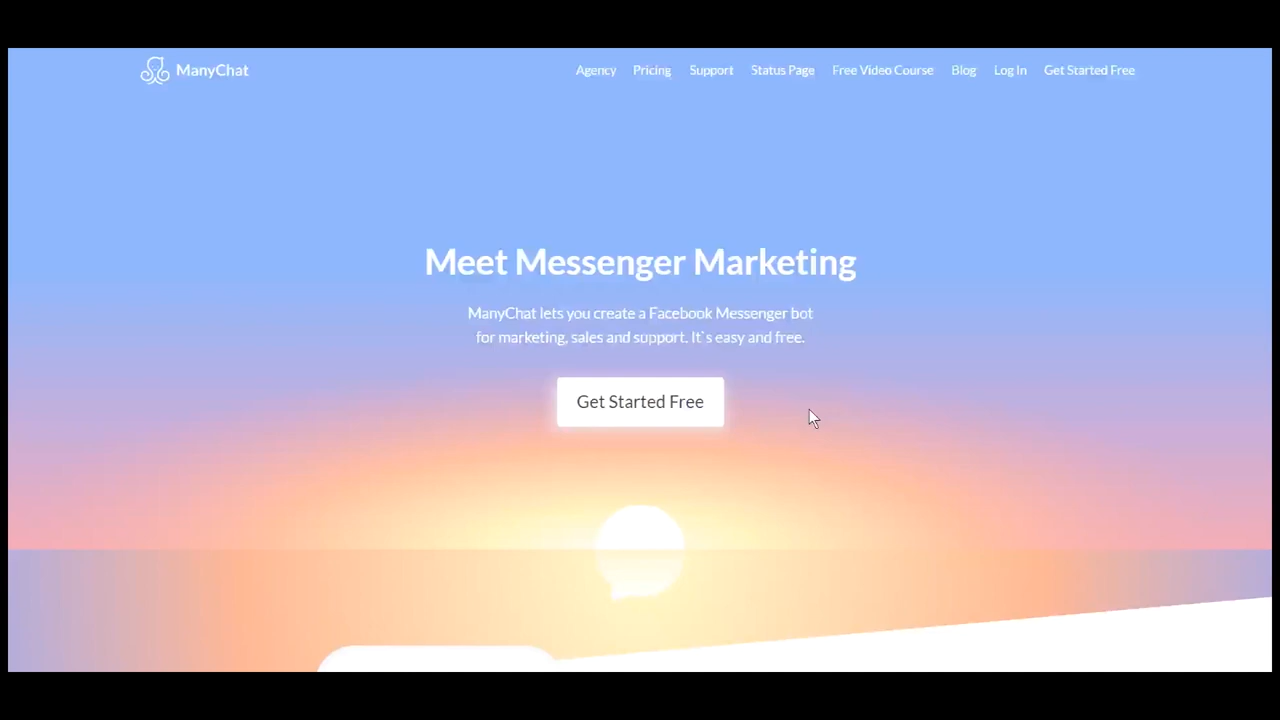 ManyChat
Agency Pricing Support Status Page Free Video Course Blog Log In Get Started Free
Meet Messenger Marketing
ManyChat lets you create a Facebook Messenger bot
for marketing, sales and support. It`s easy and free.
Get Started Free